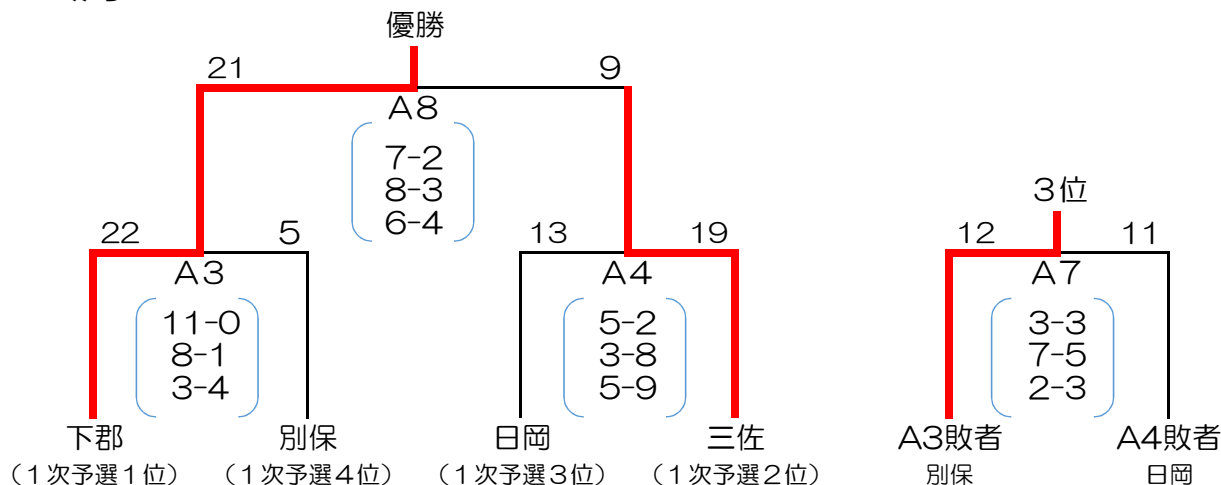 優勝
21 9
A8
7-2
8-3
6-4
3位
22 5 13 19 12 11
A3 A4 A7
11-0 5-2 3-3
8-1 3-8 7-5
3-4 5-9 2-3
下郡 別保 日岡 三佐 A3敗者 A4敗者
（１次予選１位） （１次予選４位） （１次予選３位） （１次予選２位） 別保 日岡